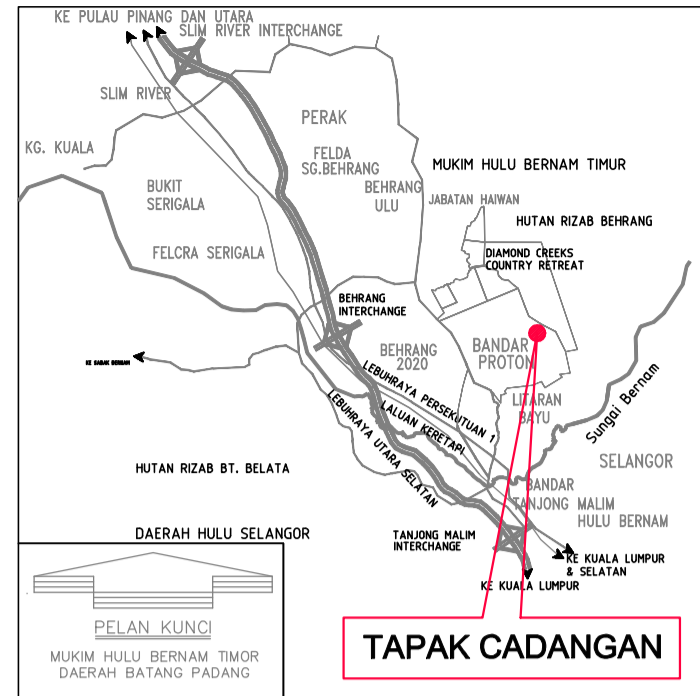 KE PULAU PINANG DAN UTARA
SLIM RIVER INTERCHANGE
SLIM RIVER
PERAK
KG. KUALA
FELDA
SG.BEHRANG
MUKIM HULU BERNAM TIMUR
BEHRANG
ULU
BUKIT
SERIGALA
JABATAN HAIWAN
HUTAN RIZAB BEHRANG
FELCRA SERIGALA
DIAMOND CREEKS
COUNTRY RETREAT
BEHRANG
INTERCHANGE
BEHRANG
2020
BANDAR
PROTON
KE SABAK BERNAM
LEBUHRAYA PERSEKUTUAN 1
LALUAN KERETAPI
LEBUHRAYA UTARA SELATAN
LITARAN
BAYU
Sungai Bernam
SELANGOR
HUTAN RIZAB BT. BELATA
BANDAR
TANJONG MALIM
HULU BERNAM
DAERAH HULU SELANGOR
TANJONG MALIM
INTERCHANGE
KE KUALA LUMPUR
& SELATAN
KE KUALA LUMPUR
PELAN KUNCI
MUKIM HULU BERNAM TIMOR
DAERAH BATANG PADANG
TAPAK CADANGAN